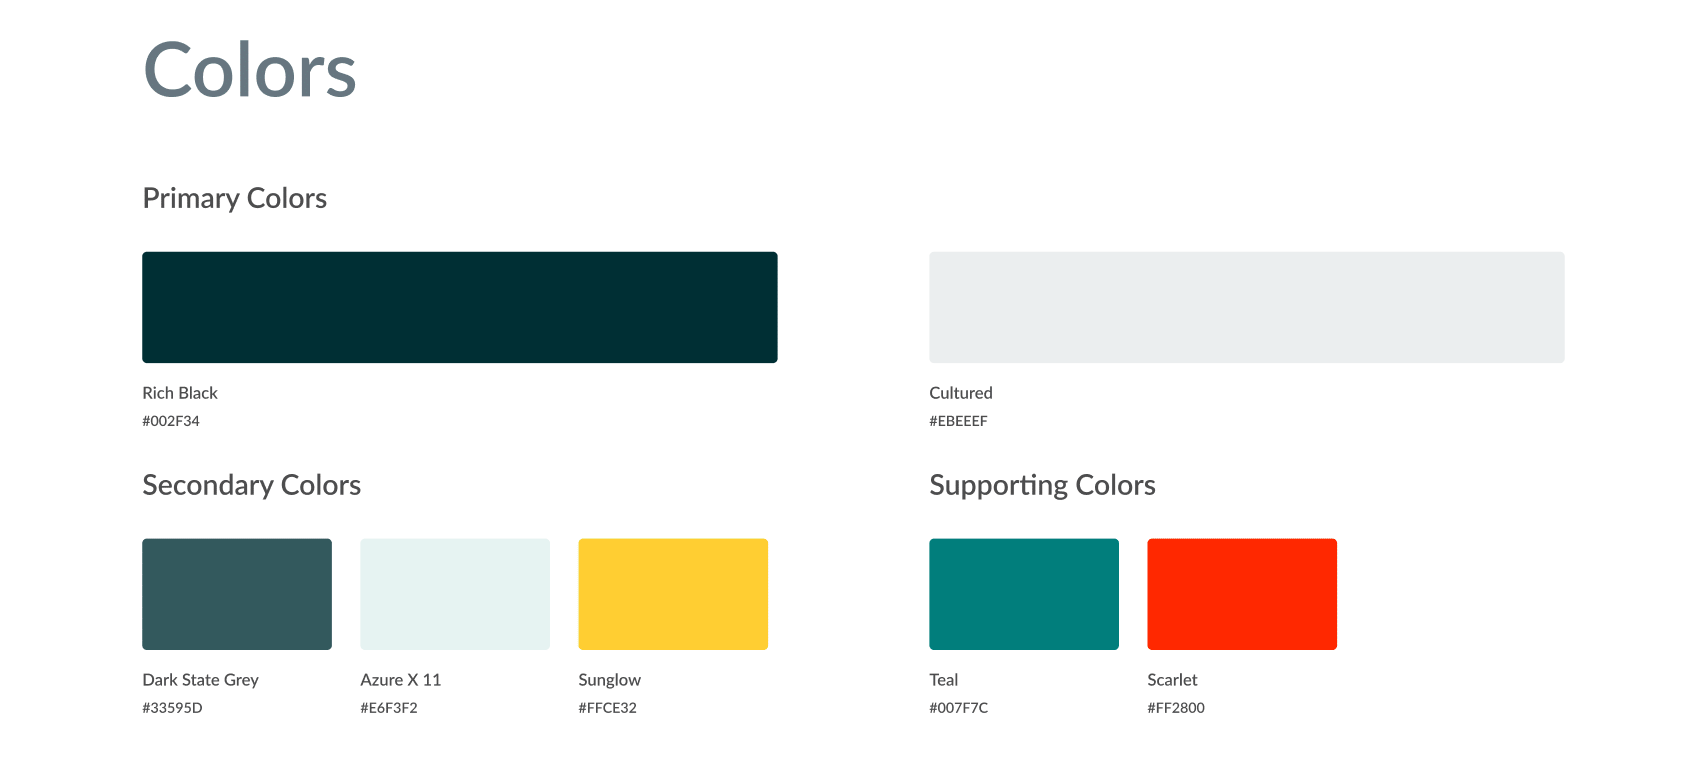 Colors
Primary Colors
Rich Black
#002F34
Cultured
#EBEEEF
Secondary Colors
Dark State Grey
#33595D
Azure X 11
#E6F3F2
Sunglow
#FFCE32
Supporting Colors
Teal
#007F7C
Scarlet
#FF2800